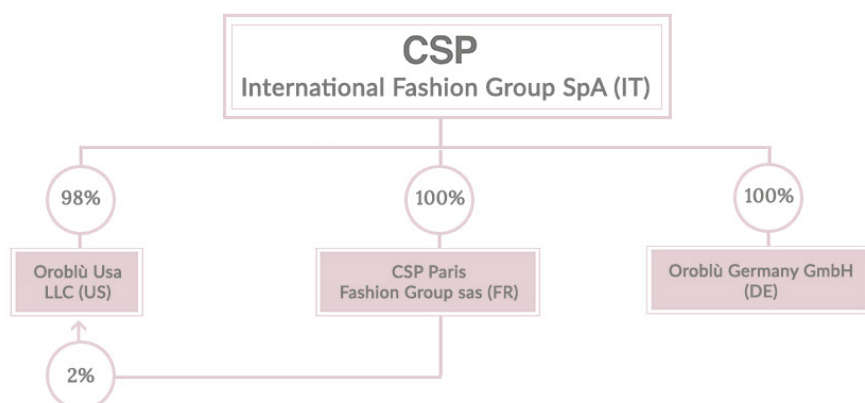 CSP
International Fashion Group SpA (IT)
98%
100%
100%
Oroblù Usa
LLC (US)
CSP Paris
Fashion Group sas (FR)
Oroblù Germany GmbH
(DE)
2%